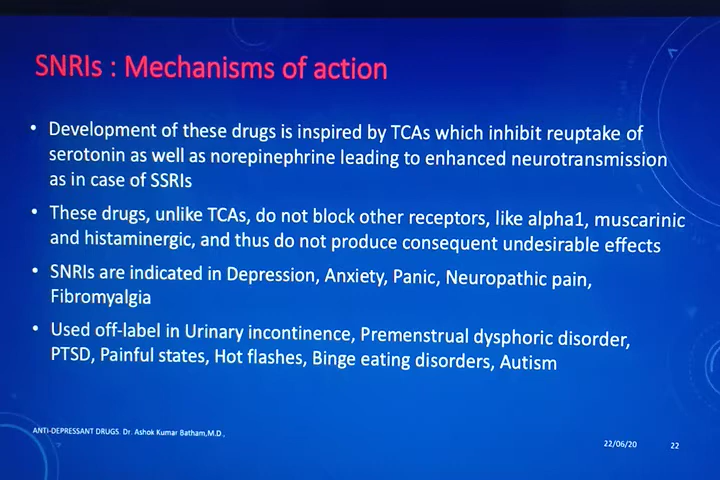 SNRIs : Mechanisms of action
• Development of these drugs is inspired by TCAs which inhibit reuptake of
serotonin as well as norepinephrine leading to enhanced neurotransmission
as in case of SSRIs
• These drugs, unlike TCAs, do not block other receptors, like alpha1, muscarinic
and histaminergic, and thus do not produce consequent undesirable effects
• SNRIs are indicated in Depression, Anxiety, Panic, Neuropathic pain,
Fibromyalgia
• Used off-label in Urinary incontinence, Premenstrual dysphoric disorder,
PTSD, Painful states, Hot flashes, Binge eating disorders, Autism
ANTI-DEPRESSANT DRUGS. Dr. Ashok Kumar Batham,M.D.,
22/06/20
22